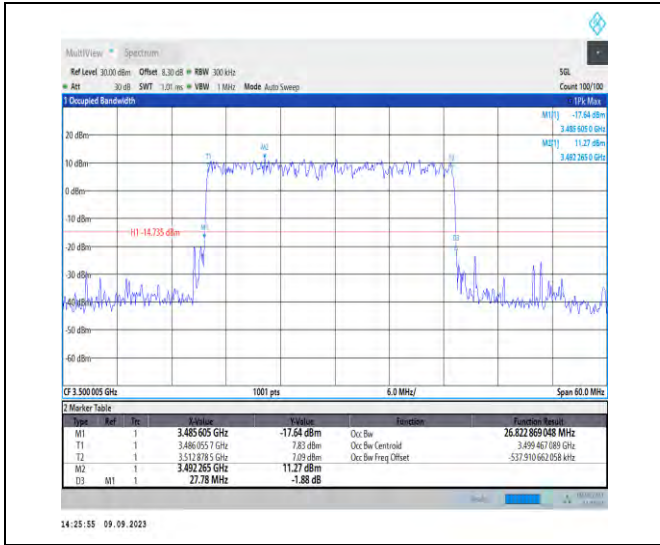 MultiView Spectrum
Ref Level 30.00 dBm Offset 8.30 dB RBW 300 kHz SGL
Att 30 dB SWT 1.01 ms VBW 1 MHz Mode Auto Sweep Count 100/100
1 Occupied Bandwidth 1Pk Max
M1[1] -17.64 dBm
3.485 605 0 GHz
M2[1] 11.27 dBm
3.492 265 0 GHz
20 dBm
M2
T1
10 dBm
0 dBm
-10 dBm
M1
H1 -14.735 dBm
D3
-20 dBm
-30 dBm
-40 dBm
-50 dBm
-60 dBm
CF 3.500 005 GHz 1001 pts 6.0 MHz/ Span 60.0 MHz
2 Marker Table
Type Ref Trc X-Value Y-Value Function Function Result
M1 1 3.485 605 GHz -17.64 dBm Occ Bw 26.822 869 048 MHz
T1 1 3.486 055 7 GHz 7.83 dBm Occ Bw Centroid 3.499 467 089 GHz
T2 1 3.512 878 5 GHz 7.09 dBm Occ Bw Freq Offset -537.910 662 058 kHz
M2 1 3.492 265 GHz 11.27 dBm
D3 M1 1 27.78 MHz -1.88 dB
14:25:55 09.09.2023